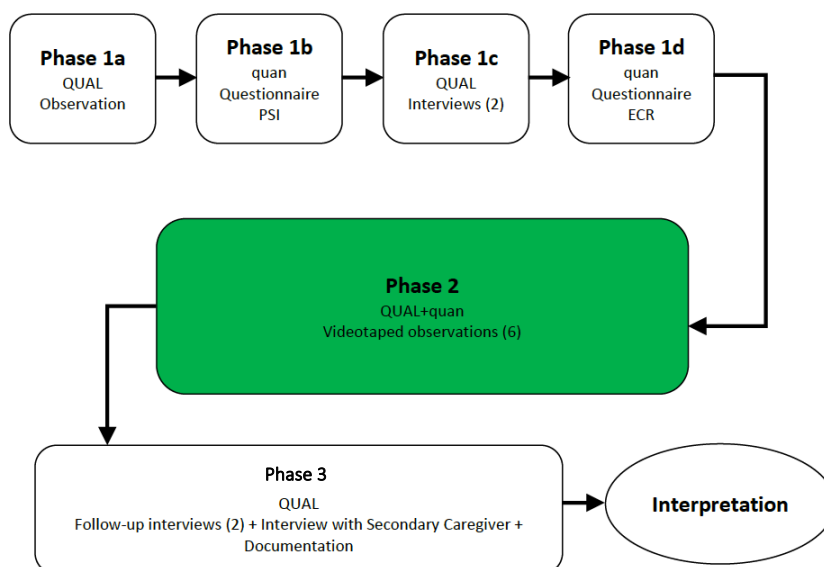 Phase 1a
QUAL
Observation
Phase 1b
quan
Questionnaire
PSI
Phase 1c
QUAL
Interviews (2)
Phase 1d
quan
Questionnaire
ECR
Phase 2
QUAL+quan
Videotaped observations (6)
Phase 3
QUAL
Follow-up interviews (2) + Interview with Secondary Caregiver +
Documentation
Interpretation